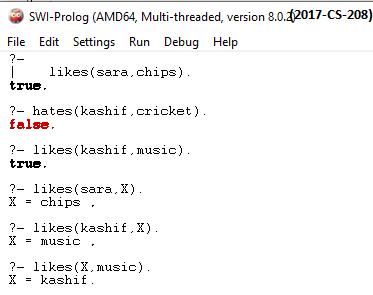 SWI-Prolog (AMD64, Multi-threaded, version 8.0.2) (2017-CS-208)
File Edit Settings Run Debug Help
?-
| likes(sara,chips).
true.
?- hates(kashif,cricket).
false.
?- likes(kashif,music).
true.
?- likes(sara,X).
X = chips ,
?- likes(kashif,X).
X = music ,
?- likes(X,music).
X = kashif.